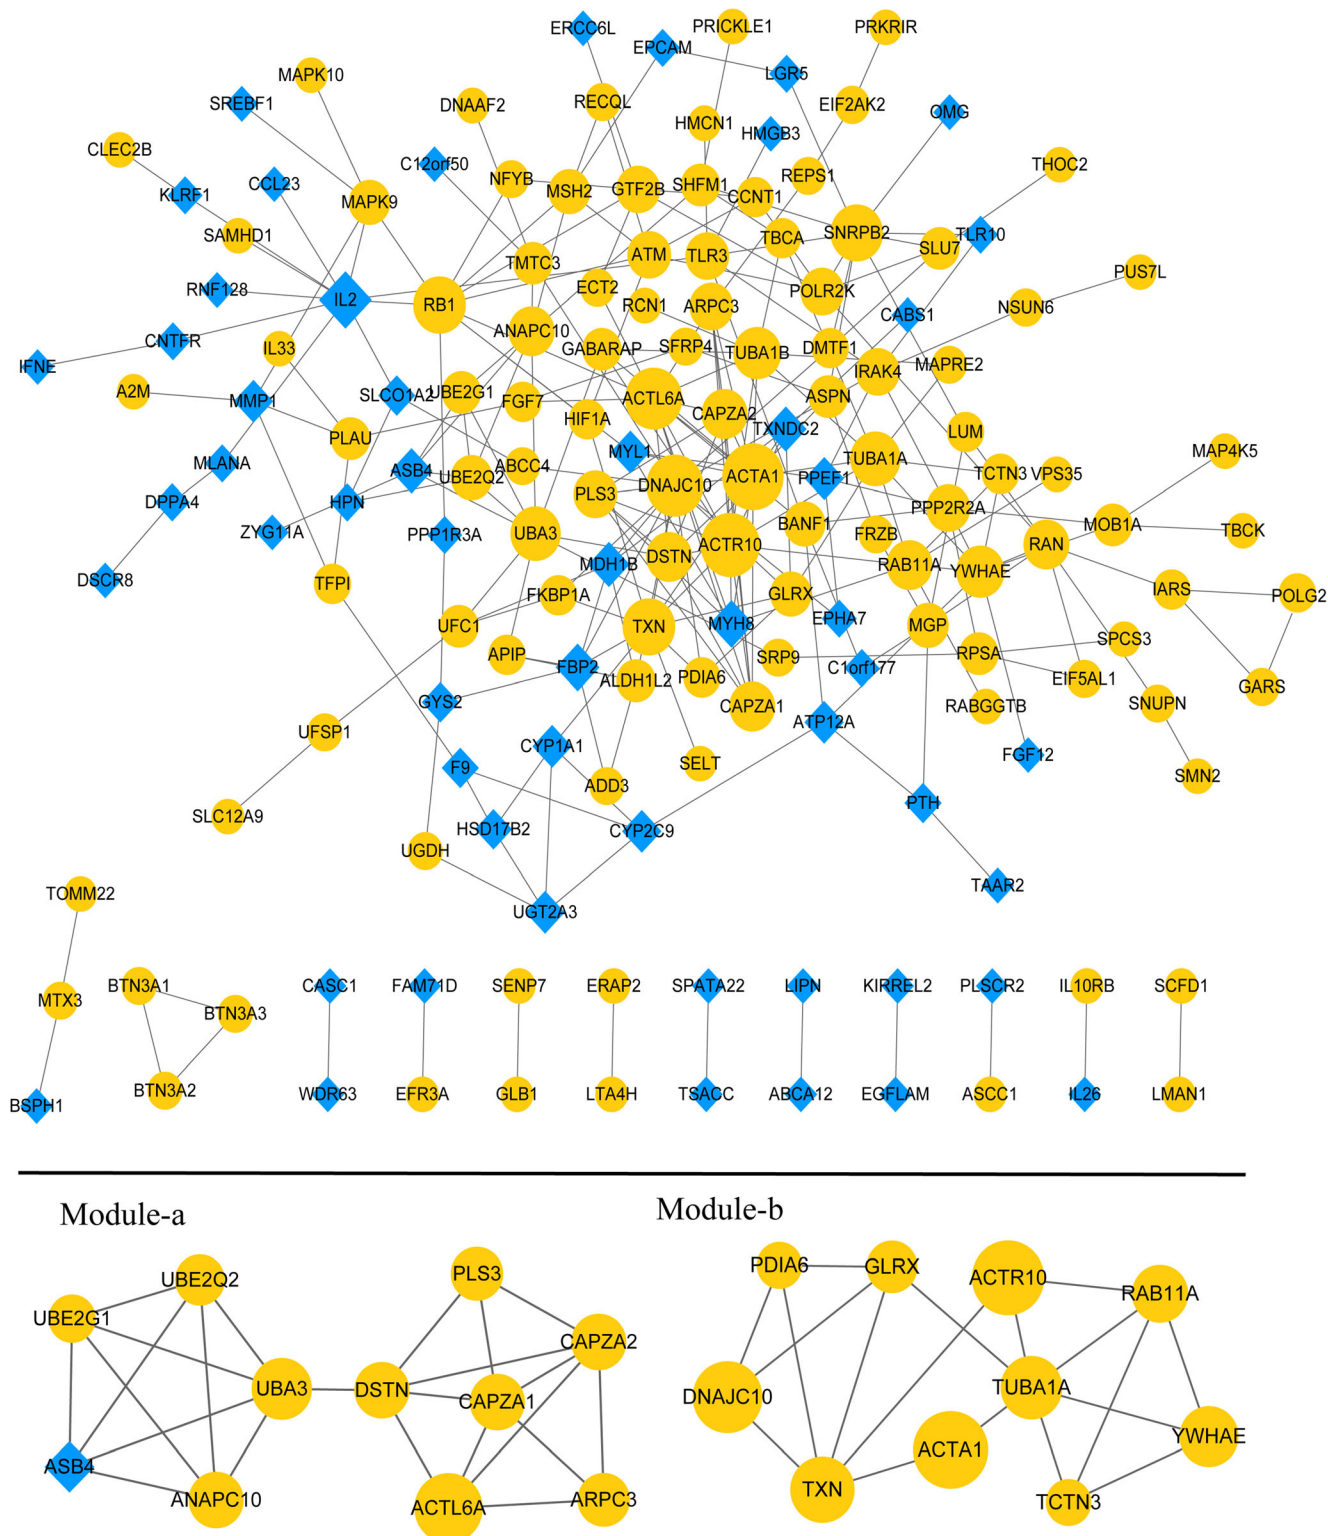 ERCC6L
PRICKLE1
PRKRIR
EPCAM
MAPK10
LGR5
SREBF1
DNAAF2
RECQL
EIF2AK2
OMG
HMCN1
HMGB3
CLEC2B
C12orf50
THOC2
KLRF1
CCL23
NFYB
MSH2
GTF2B
SHFM1
CCNT1
REPS1
MAPK9
SAMHD1
TBCA
SNRPB2
TLR10
SLU7
TMTC3
ATM
TLR3
PUS7L
RNF128
IL2
RB1
ECT2
RCN1
ARPC3
POLR2K
CABS1
NSUN6
CNTFR
IL33
ANAPC10
GABARAP
SFRP4
TUBA1B
DMTF1
MAPRE2
IFNE
IRAK4
A2M
MMP1
SLCO1A2
UBE2G1
FGF7
ACTL6A
CAPZA2
ASPN
HIF1A
TXNDC2
LUM
PLAU
MYL1
MAP4K5
MLANA
ASB4
UBE2Q2
ABCC4
ACTA1
TUBA1A
TCTN3
VPS35
DPPA4
HPN
PLS3
DNAJC10
PPEF1
PPP2R2A
ZYG11A
PPP1R3A
UBA3
BANF1
FRZB
MOB1A
TBCK
DSCR8
MDH1B
DSTN
ACTR10
RAB11A
YWHAE
RAN
TFPI
FKBP1A
GLRX
IARS
POLG2
UFC1
TXN
MYH8
EPHA7
MGP
SPCS3
APIP
FBP2
ALDH1L2
PDIA6
SRP9
C1orf177
RPSA
EIF5AL1
GARS
GYS2
CAPZA1
RABGGTB
SNUPN
UFSP1
CYP1A1
ATP12A
FGF12
F9
SELT
SMN2
ADD3
PTH
SLC12A9
HSD17B2
CYP2C9
UGDH
TAAR2
TOMM22
UGT2A3
MTX3
BTN3A1
BTN3A3
CASC1
FAM71D
SENP7
ERAP2
SPATA22
LIPN
KIRREL2
PLSCR2
IL10RB
SCFD1
BSPH1
BTN3A2
WDR63
EFR3A
GLB1
LTA4H
TSACC
ABCA12
EGFLAM
ASCC1
IL26
LMAN1
Module-a
Module-b
UBE2Q2
PLS3
PDIA6
GLRX
ACTR10
UBE2G1
RAB11A
CAPZA2
UBA3
DSTN
CAPZA1
DNAJC10
TUBA1A
ASB4
ACTA1
YWHAE
ANAPC10
ACTL6A
ARPC3
TXN
TCTN3